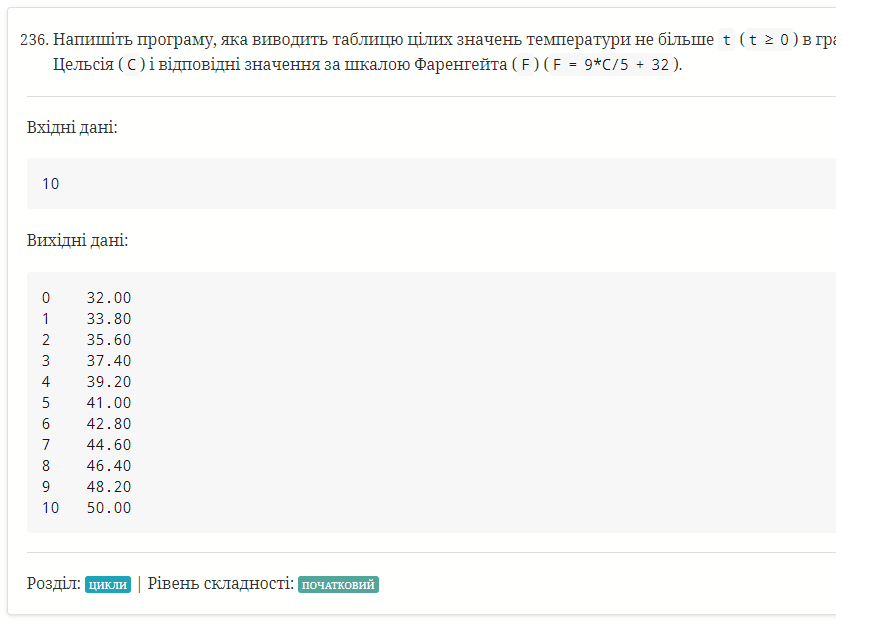 236. Напишіть програму, яка виводить таблицю цілих значень температури не більше t ( t ≥ 0 ) в
Цельсія ( C ) і відповідні значення за шкалою Фаренгейта ( F ) ( F = 9*C/5 + 32 ).
Вхідні дані:
10
Вихідні дані:
0 32.00
1 33.80
2 35.60
3 37.40
4 39.20
5 41.00
6 42.80
7 44.60
8 46.40
9 48.20
10 50.00
Розділ: цикли | Рівень складності: початковий